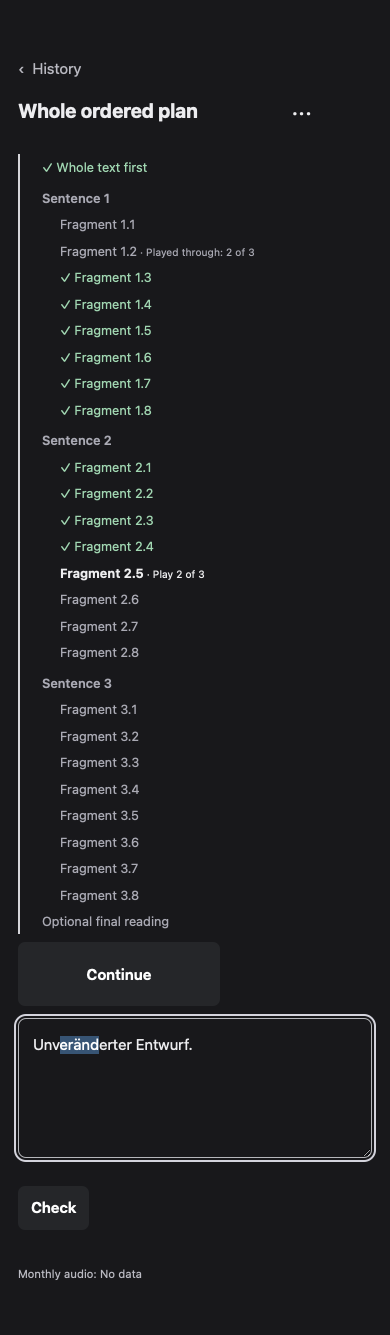 ‹ History
Whole ordered plan ...
✓ Whole text first
Sentence 1
Fragment 1.1
Fragment 1.2 · Played through: 2 of 3
✓ Fragment 1.3
✓ Fragment 1.4
✓ Fragment 1.5
✓ Fragment 1.6
✓ Fragment 1.7
✓ Fragment 1.8
Sentence 2
✓ Fragment 2.1
✓ Fragment 2.2
✓ Fragment 2.3
✓ Fragment 2.4
Fragment 2.5 · Play 2 of 3
Fragment 2.6
Fragment 2.7
Fragment 2.8
Sentence 3
Fragment 3.1
Fragment 3.2
Fragment 3.3
Fragment 3.4
Fragment 3.5
Fragment 3.6
Fragment 3.7
Fragment 3.8
Optional final reading
Continue
Unveränderter Entwurf.
Check
Monthly audio: No data